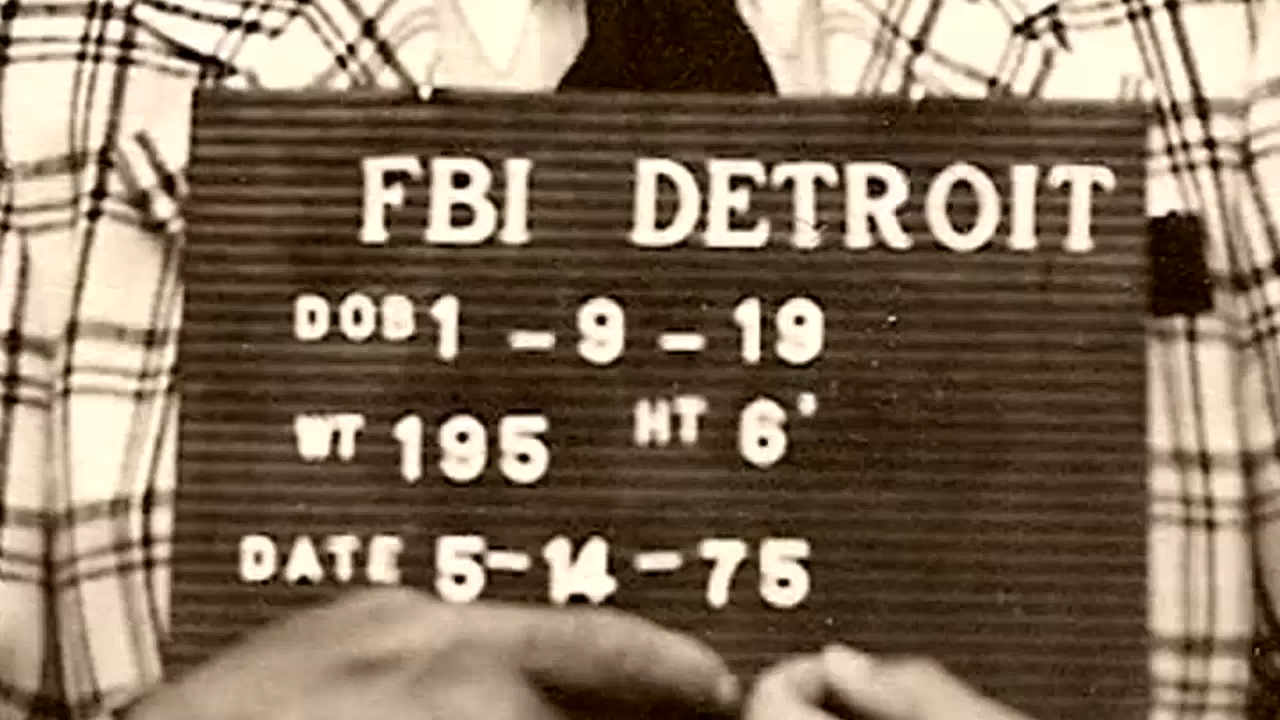 FBI DETROIT
DOB 1 - 9 - 19
WT 195 HT 6'
DATE 5-14-75